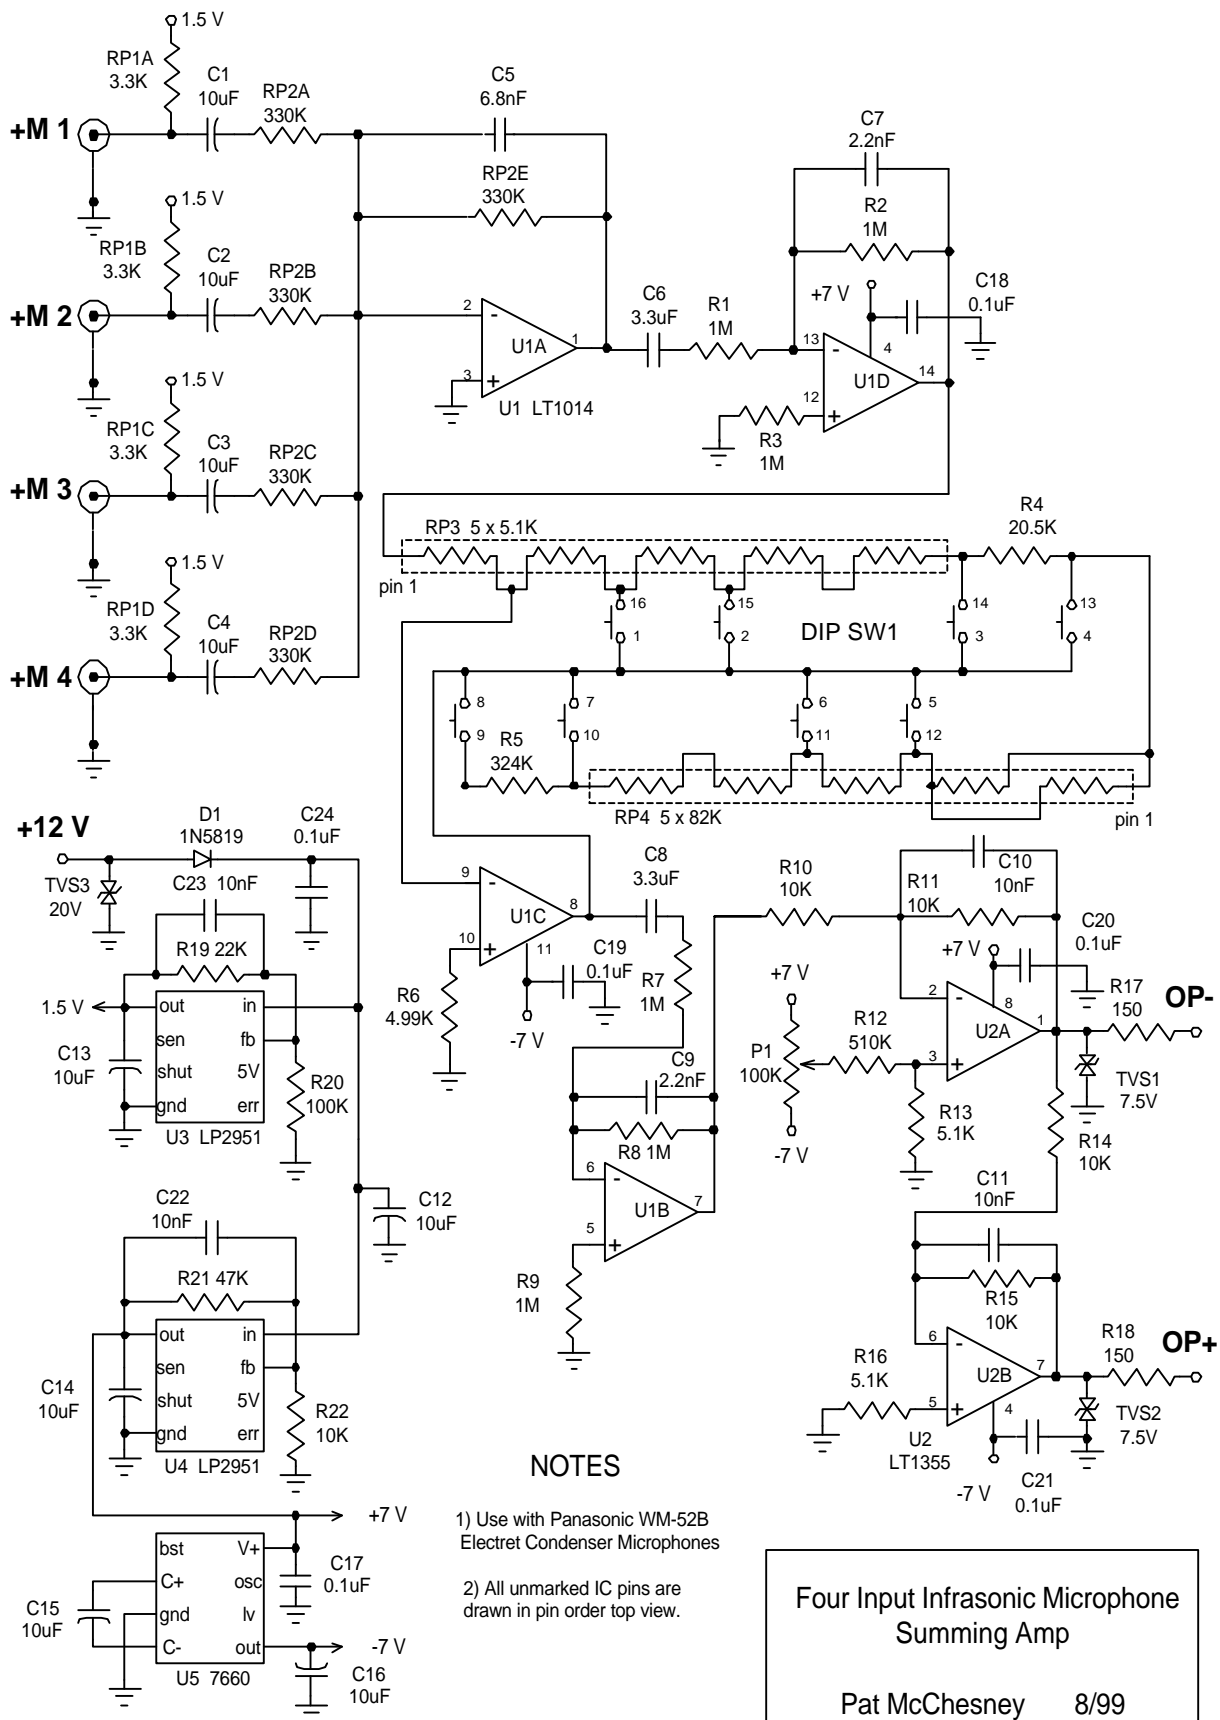 1.5 V
RP1A
3.3K
C1
10uF
RP2A
330K
+M 1
C5
6.8nF
RP2E
330K
C7
2.2nF
R2
1M
1.5 V
RP1B
3.3K
C2
10uF
RP2B
330K
+M 2
2
-
U1A
1
3
+
U1 LT1014
C6
3.3uF
R1
1M
+7 V
C18
0.1uF
13
-
4
U1D
14
12
+
R3
1M
1.5 V
RP1C
3.3K
C3
10uF
RP2C
330K
+M 3
1.5 V
RP1D
3.3K
C4
10uF
RP2D
330K
+M 4
RP3 5 x 5.1K
R4
20.5K
pin 1
16
15
14
13
DIP SW1
1
2
3
4
8
7
6
5
9
10
11
12
R5
324K
RP4 5 x 82K
pin 1
+12 V
D1
1N5819
C24
0.1uF
TVS3
20V
C23 10nF
R19 22K
1.5 V
out
in
sen
fb
shut
5V
gnd
err
U3 LP2951
C13
10uF
R20
100K
9
-
U1C
8
10
+
11
R6
4.99K
-7 V
C19
0.1uF
C8
3.3uF
R7
1M
C9
2.2nF
R8 1M
6
-
U1B
7
5
+
R9
1M
R10
10K
C10
10nF
R11
10K
+7 V
C20
0.1uF
+7 V
P1
100K
-7 V
R12
510K
2
-
8
U2A
1
3
+
R13
5.1K
R17
150
OP-
TVS1
7.5V
R14
10K
C11
10nF
R15
10K
6
-
U2B
7
5
+
4
R16
5.1K
U2
LT1355
-7 V
C21
0.1uF
R18
150
OP+
TVS2
7.5V
C22
10nF
C12
10uF
R21 47K
out
in
sen
fb
shut
5V
gnd
err
U4 LP2951
C14
10uF
R22
10K
+7 V
bst
V+
C+
osc
gnd
lv
C-
out
U5 7660
C15
10uF
C17
0.1uF
-7 V
C16
10uF
NOTES
1) Use with Panasonic WM-52B
Electret Condenser Microphones
2) All unmarked IC pins are
drawn in pin order top view.
Four Input Infrasonic Microphone
Summing Amp
Pat McChesney 8/99